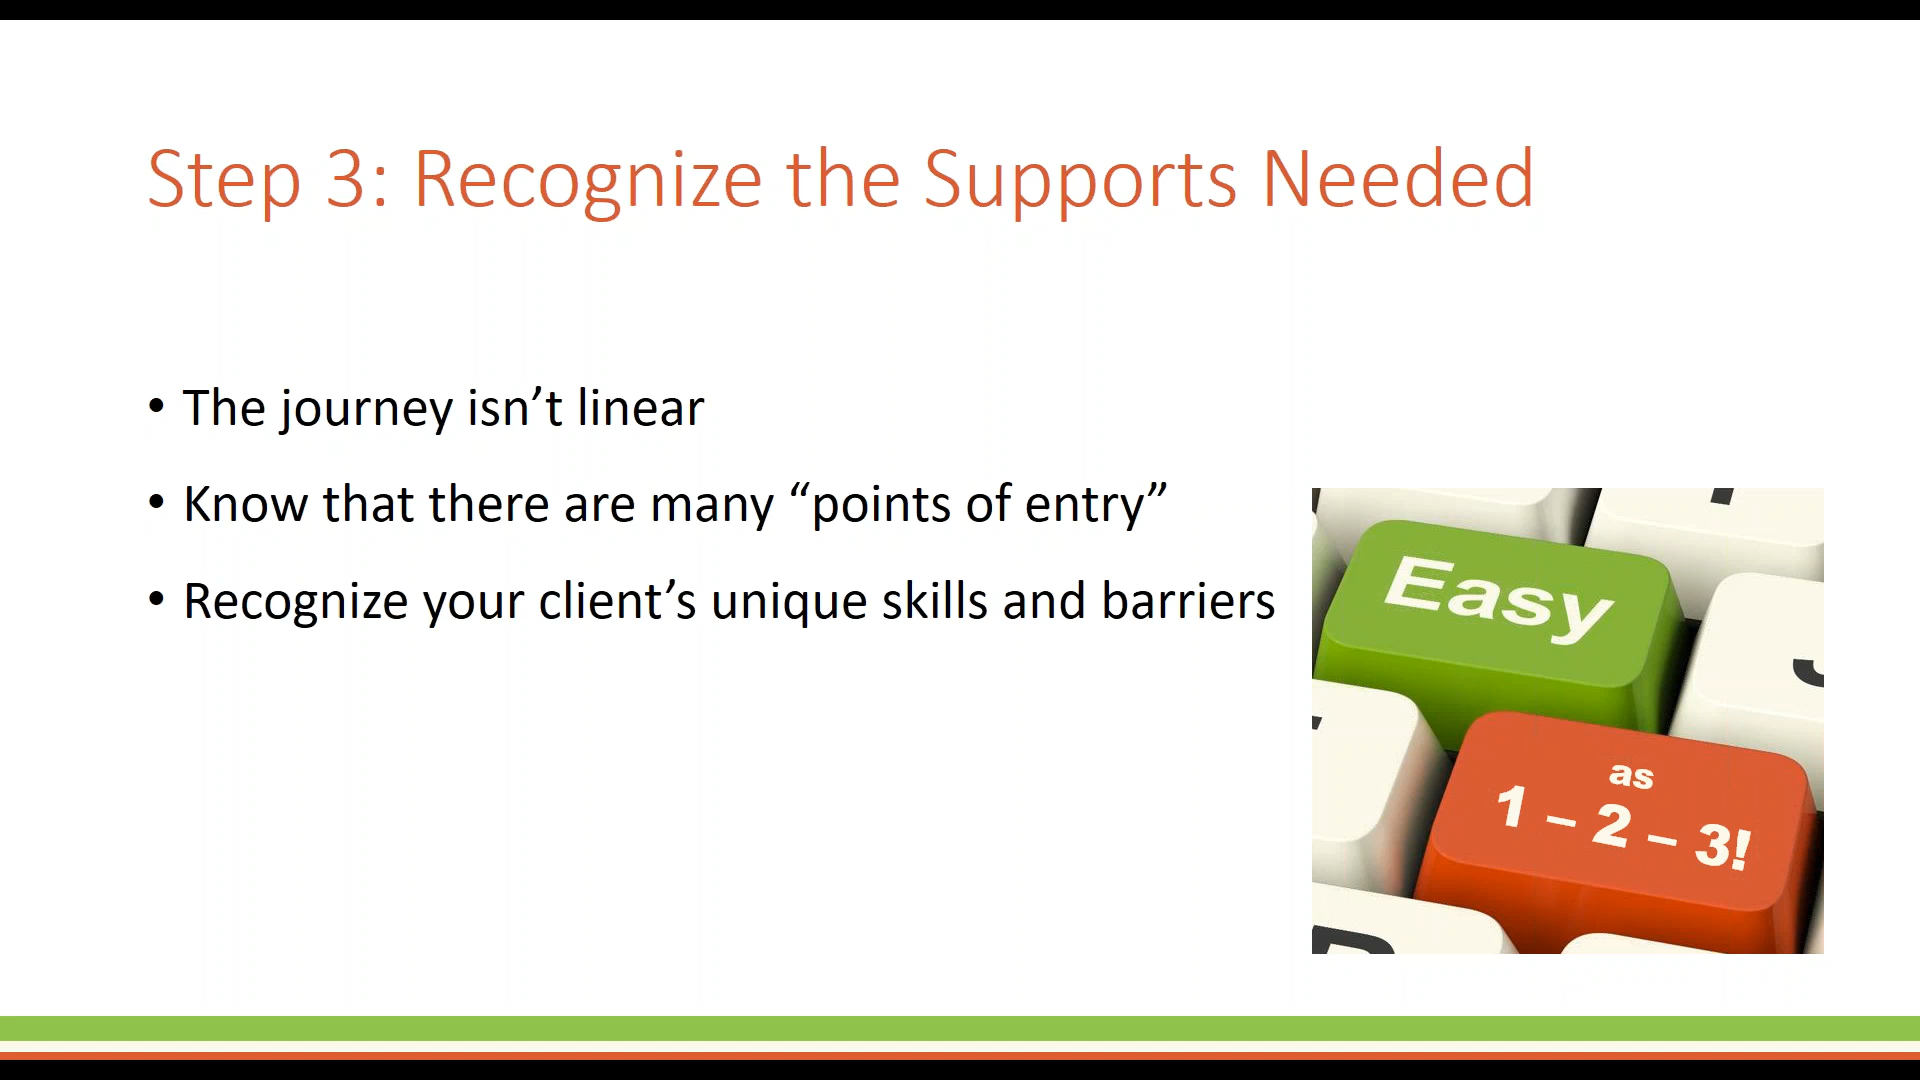 Step 3: Recognize the Supports Needed
• The journey isn’t linear
• Know that there are many “points of entry”
• Recognize your client’s unique skills and barriers
Easy
as
1 – 2 – 3!